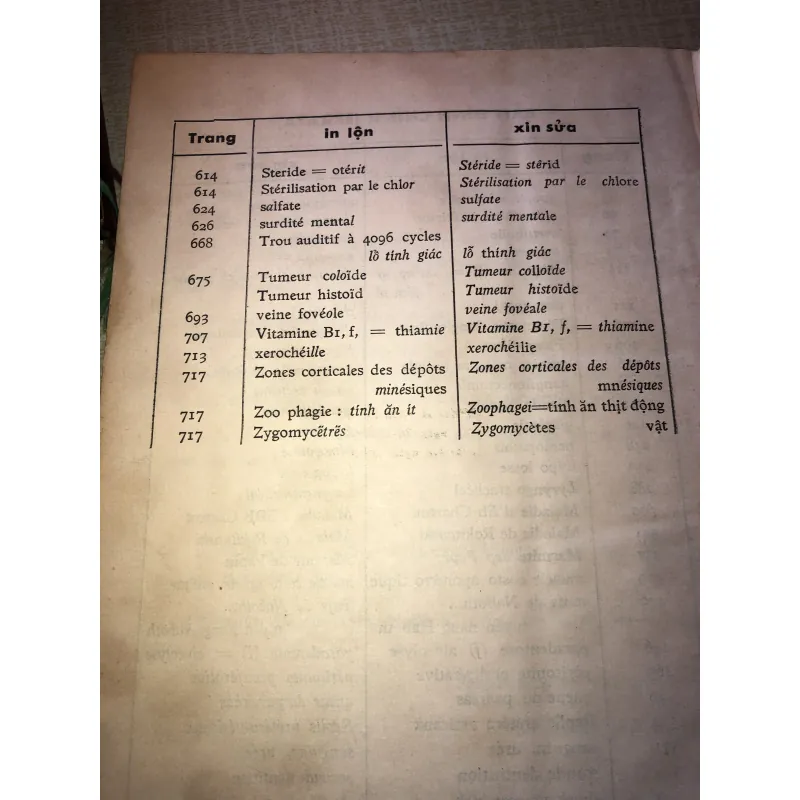 Trang in lộn xin sửa
614 Steride = otérit Stéride = stêrid
614 Stérilisation par le chlor Stérilisation par le chlore
624 salfate sulfate
626 surdité mental surdité mentale
668 Trou auditif à 4096 cycles
lỗ tính giác lỗ thính giác
675 Tumeur coloïde Tumeur colloïde
Tumeur histoïd Tumeur histoïde
693 veine fovéole veine fovéale
707 Vitamine B1, f, = thiamie Vitamine B1, f, = thiamine
713 xerochéille xerochéilie
717 Zones corticales des dépôts Zones corticales des dépôts
minésiques mnésiques
717 Zoo phagie : tính ăn ít Zoophagei=tính ăn thịt động
717 Zygomycẽtrẽs Zygomycètes vật